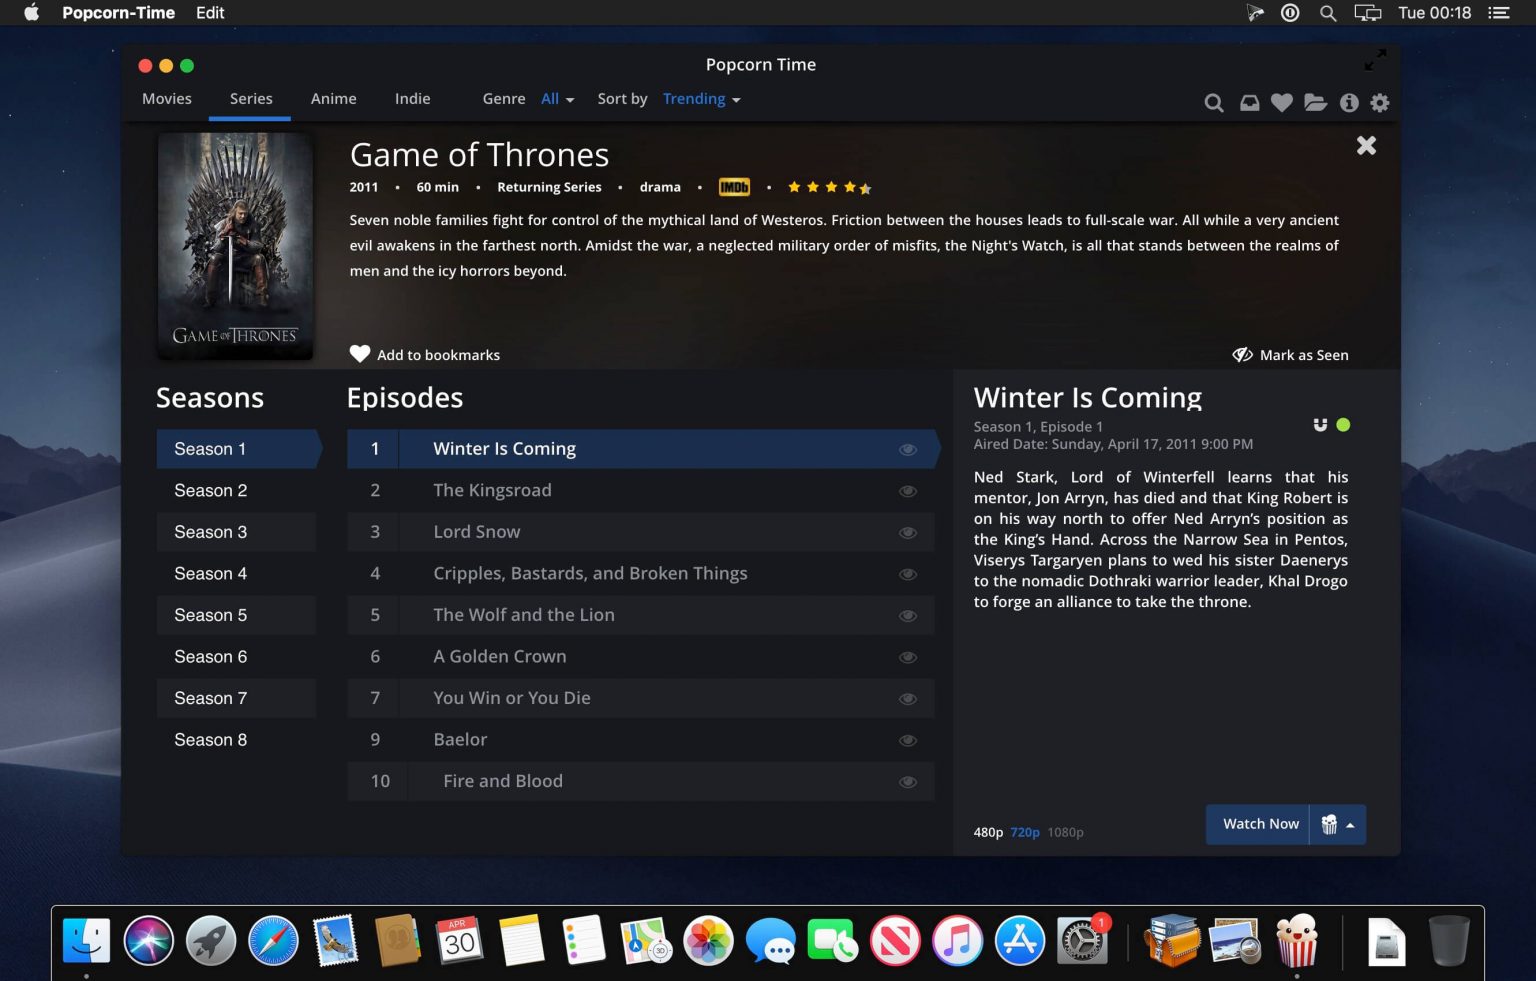 Popcorn-Time Edit Tue 00:18
Popcorn Time
Movies Series Anime Indie Genre All Sort by Trending
Game of Thrones
2011 • 60 min • Returning Series • drama • IMDb •
Seven noble families fight for control of the mythical land of Westeros. Friction between the houses leads to full-scale war. All while a very ancient
evil awakens in the farthest north. Amidst the war, a neglected military order of misfits, the Night's Watch, is all that stands between the realms of
men and the icy horrors beyond.
GAME OF THRONES
Add to bookmarks
Mark as Seen
Seasons
Season 1
Season 2
Season 3
Season 4
Season 5
Season 6
Season 7
Season 8
Episodes
1 Winter Is Coming
2 The Kingsroad
3 Lord Snow
4 Cripples, Bastards, and Broken Things
5 The Wolf and the Lion
6 A Golden Crown
7 You Win or You Die
9 Baelor
10 Fire and Blood
Winter Is Coming
Season 1, Episode 1
Aired Date: Sunday, April 17, 2011 9:00 PM
Ned Stark, Lord of Winterfell learns that his
mentor, Jon Arryn, has died and that King Robert is
on his way north to offer Ned Arryn's position as
the King's Hand. Across the Narrow Sea in Pentos,
Viserys Targaryen plans to wed his sister Daenerys
to the nomadic Dothraki warrior leader, Khal Drogo
to forge an alliance to take the throne.
480p 720p 1080p
Watch Now
APR
30
3D
1